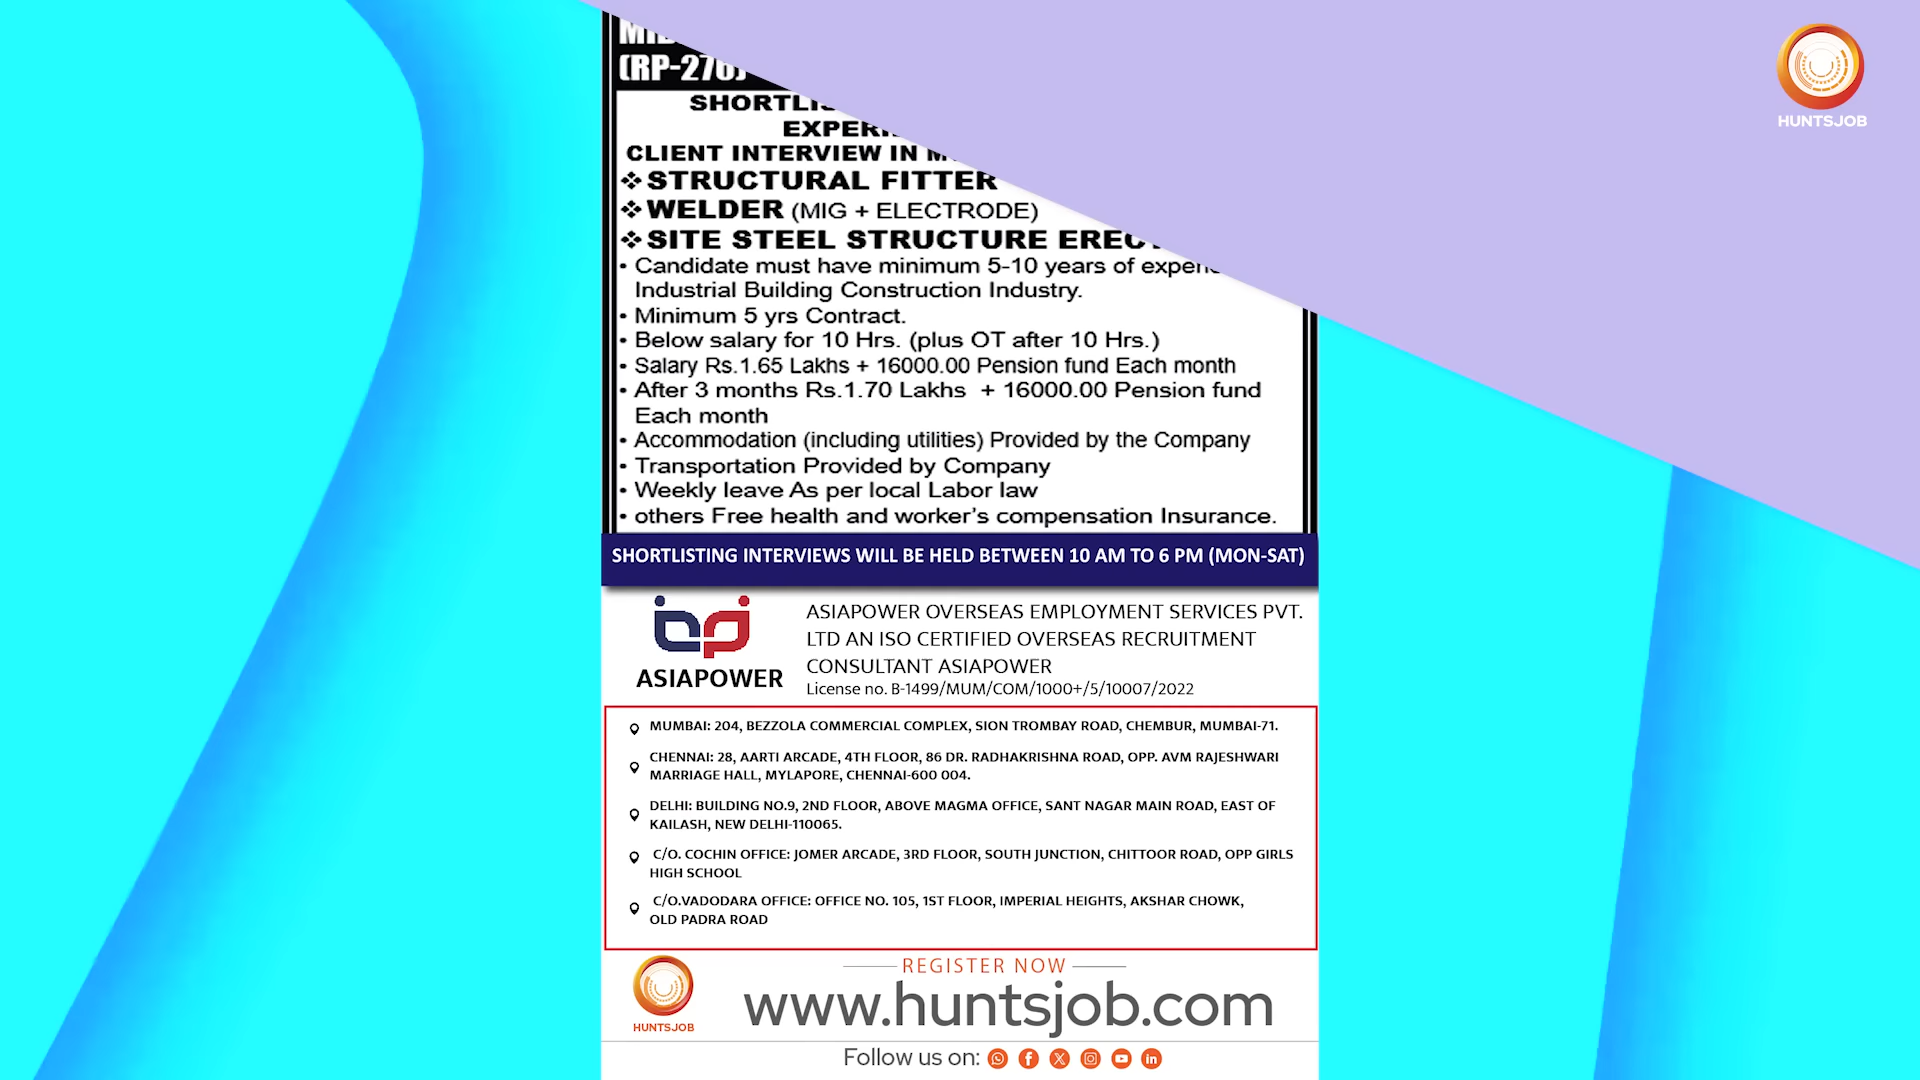 (RP-276)
CLIENT INTERVIEW IN
❖ STRUCTURAL FITTER
❖ WELDER (MIG + ELECTRODE)
❖ SITE STEEL STRUCTURE
• Candidate must have minimum 5-10 years of
Industrial Building Construction Industry.
• Minimum 5 yrs Contract.
• Below salary for 10 Hrs. (plus OT after 10 Hrs.)
• Salary Rs.1.65 Lakhs + 16000.00 Pension fund Each month
• After 3 months Rs.1.70 Lakhs + 16000.00 Pension fund
Each month
• Accommodation (including utilities) Provided by the Company
• Transportation Provided by Company
• Weekly leave As per local Labor law
• others Free health and worker's compensation Insurance.
SHORTLISTING INTERVIEWS WILL BE HELD BETWEEN 10 AM TO 6 PM (MON-SAT)
ASIAPOWER
ASIAPOWER OVERSEAS EMPLOYMENT SERVICES PVT.
LTD AN ISO CERTIFIED OVERSEAS RECRUITMENT
CONSULTANT ASIAPOWER
License no. B-1499/MUM/COM/1000+/5/10007/2022
MUMBAI: 204, BEZZOLA COMMERCIAL COMPLEX, SION TROMBAY ROAD, CHEMBUR, MUMBAI-71.
CHENNAI: 28, AARTI ARCADE, 4TH FLOOR, 86 DR. RADHAKRISHNA ROAD, OPP. AVM RAJESHWARI
MARRIAGE HALL, MYLAPORE, CHENNAI-600 004.
DELHI: BUILDING NO.9, 2ND FLOOR, ABOVE MAGMA OFFICE, SANT NAGAR MAIN ROAD, EAST OF
KAILASH, NEW DELHI-110065.
C/O. COCHIN OFFICE: JOMER ARCADE, 3RD FLOOR, SOUTH JUNCTION, CHITTOOR ROAD, OPP GIRLS
HIGH SCHOOL
C/O.VADODARA OFFICE: OFFICE NO. 105, 1ST FLOOR, IMPERIAL HEIGHTS, AKSHAR CHOWK,
OLD PADRA ROAD
HUNTSJOB
REGISTER NOW
www.huntsjob.com
Follow us on:
HUNTSJOB